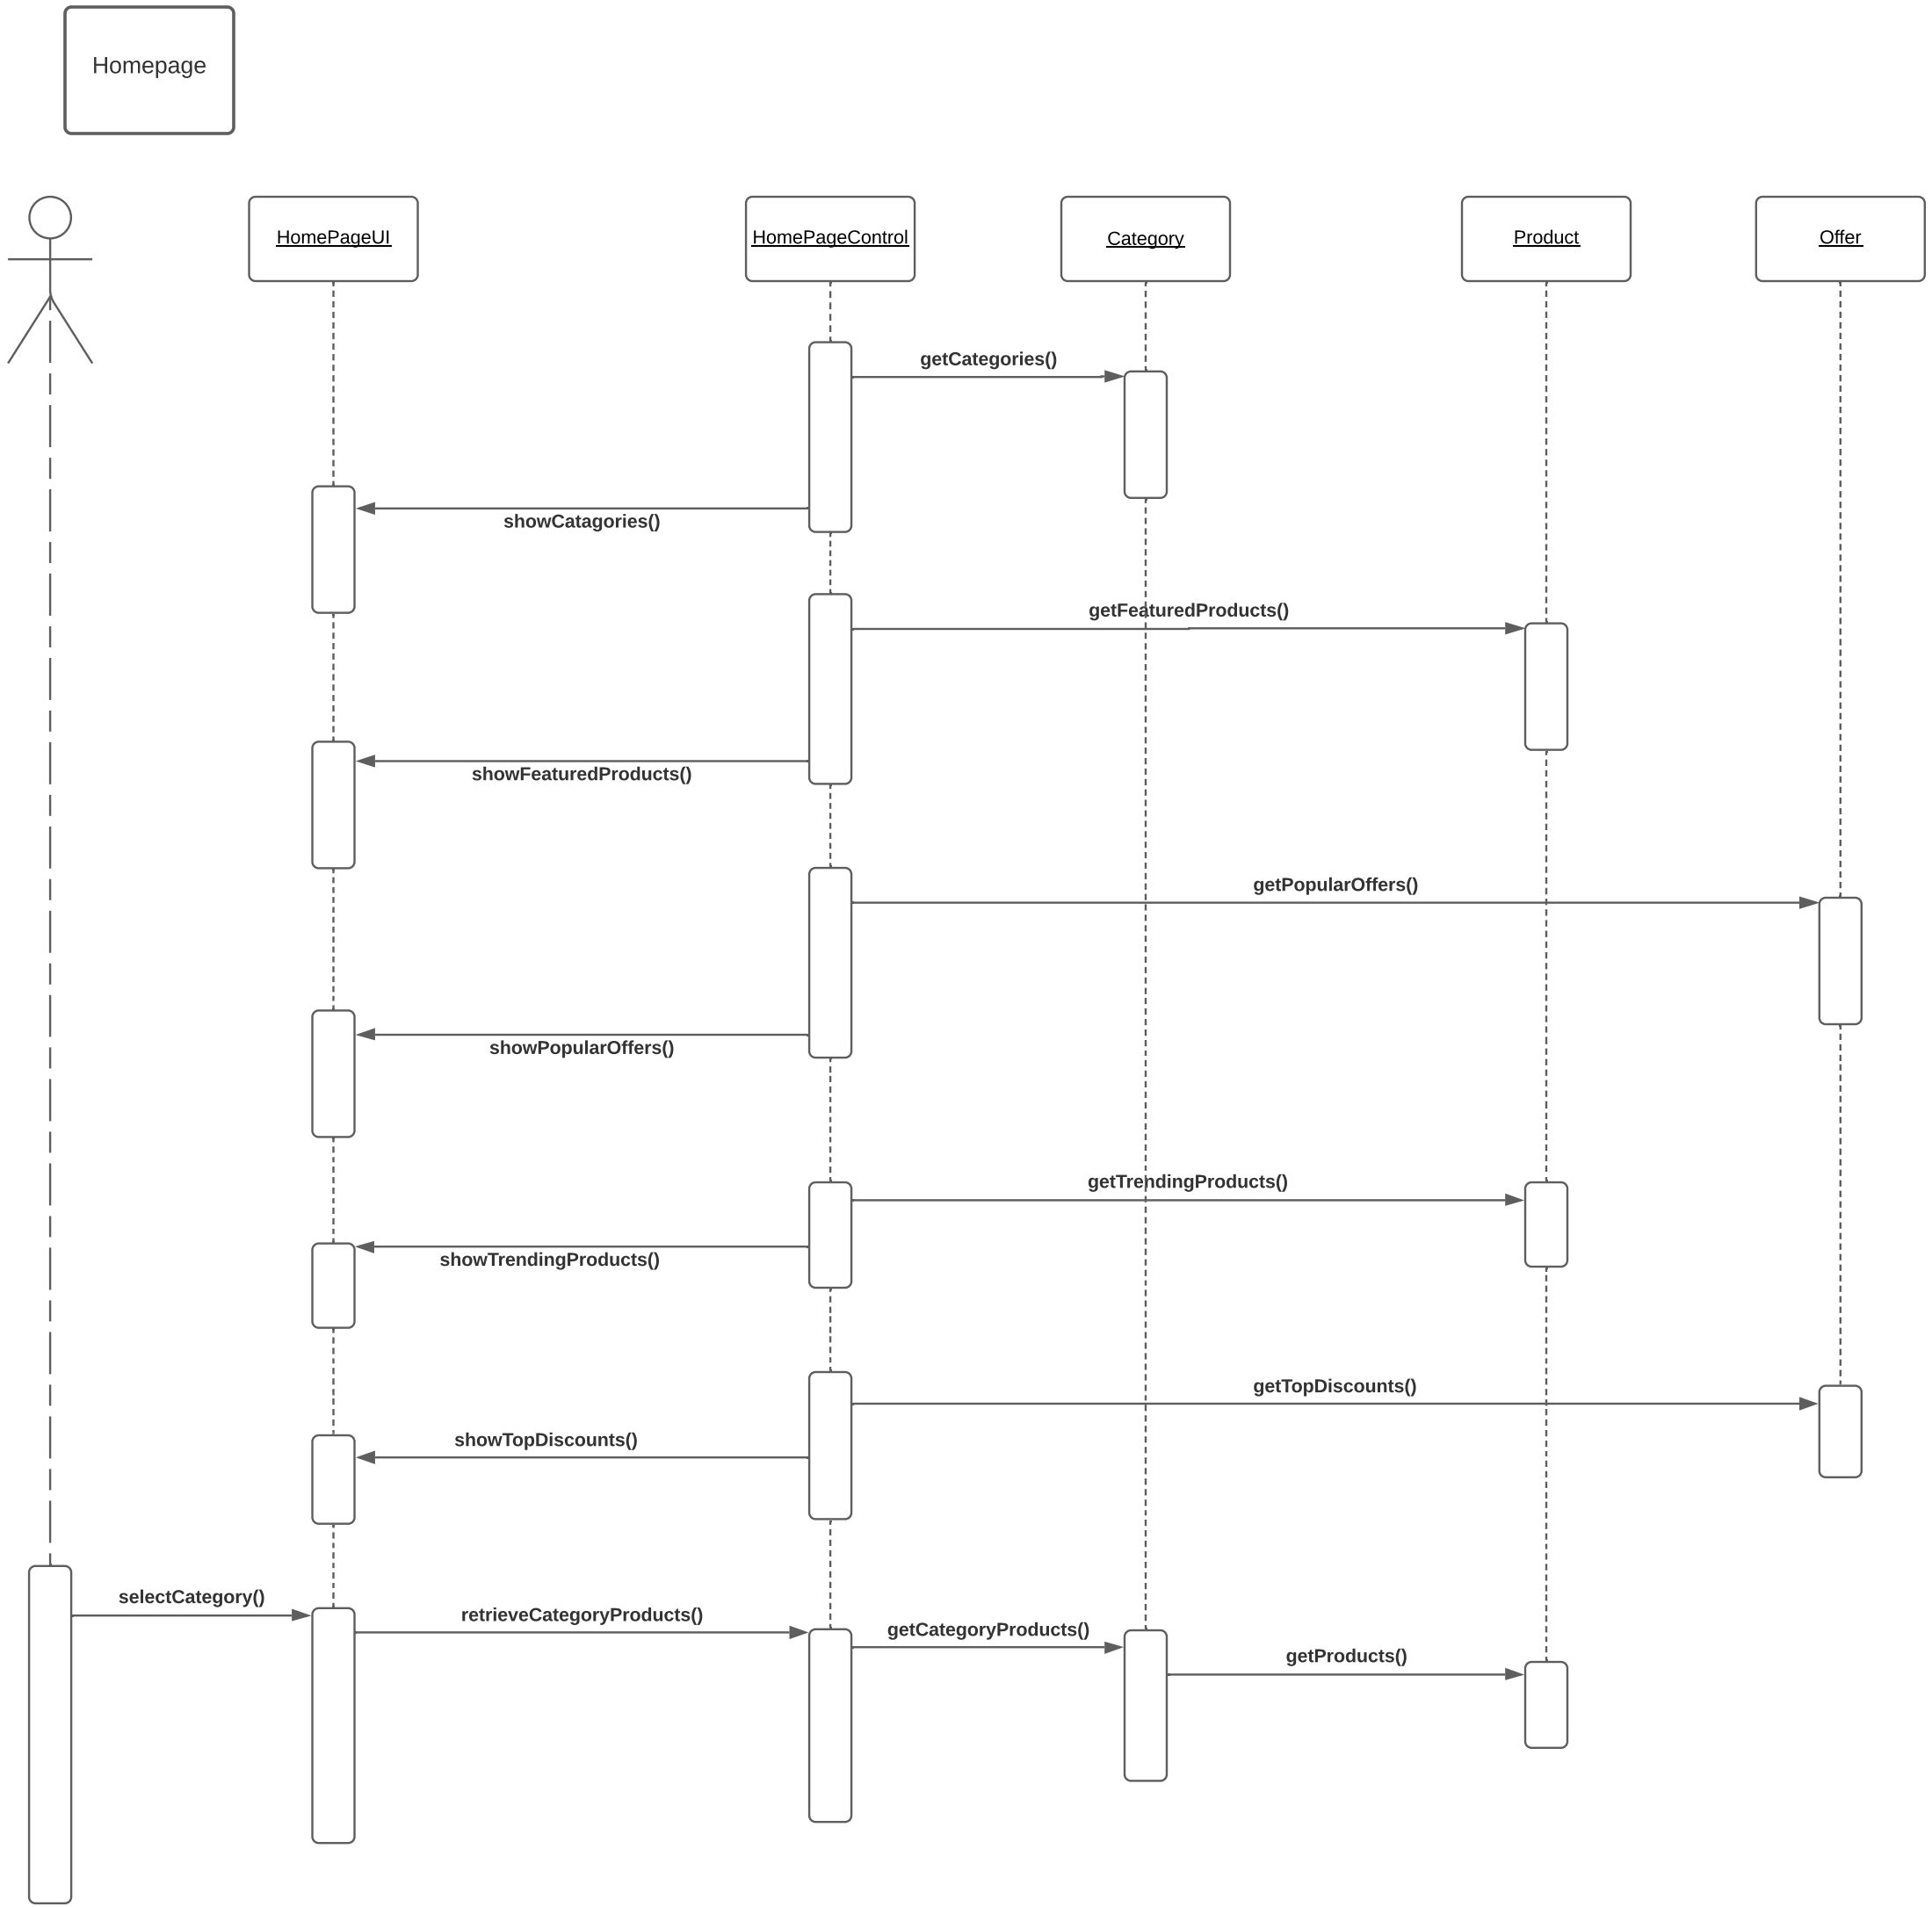 Homepage
HomePageUI
HomePageControl
Category
Product
Offer
getCategories()
showCatagories()
getFeaturedProducts()
showFeaturedProducts()
getPopularOffers()
showPopularOffers()
getTrendingProducts()
showTrendingProducts()
getTopDiscounts()
showTopDiscounts()
selectCategory()
retrieveCategoryProducts()
getCategoryProducts()
getProducts()